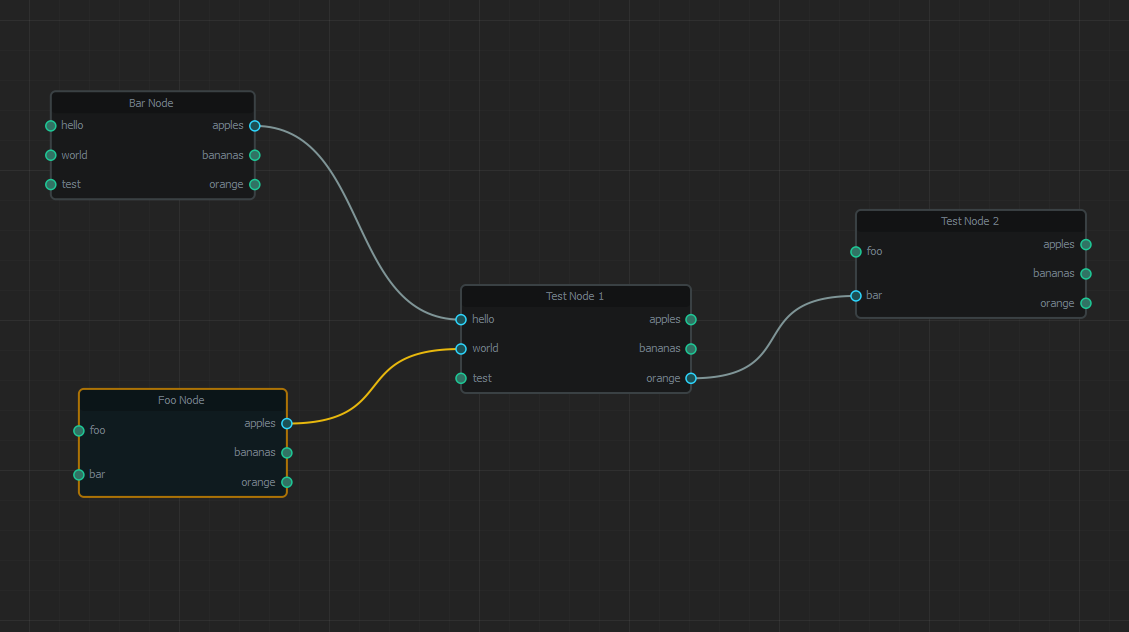 Bar Node
hello apples
world bananas
test orange
Test Node 2
foo apples
bananas
bar orange
Test Node 1
hello apples
world bananas
test orange
Foo Node
foo apples
bananas
bar orange